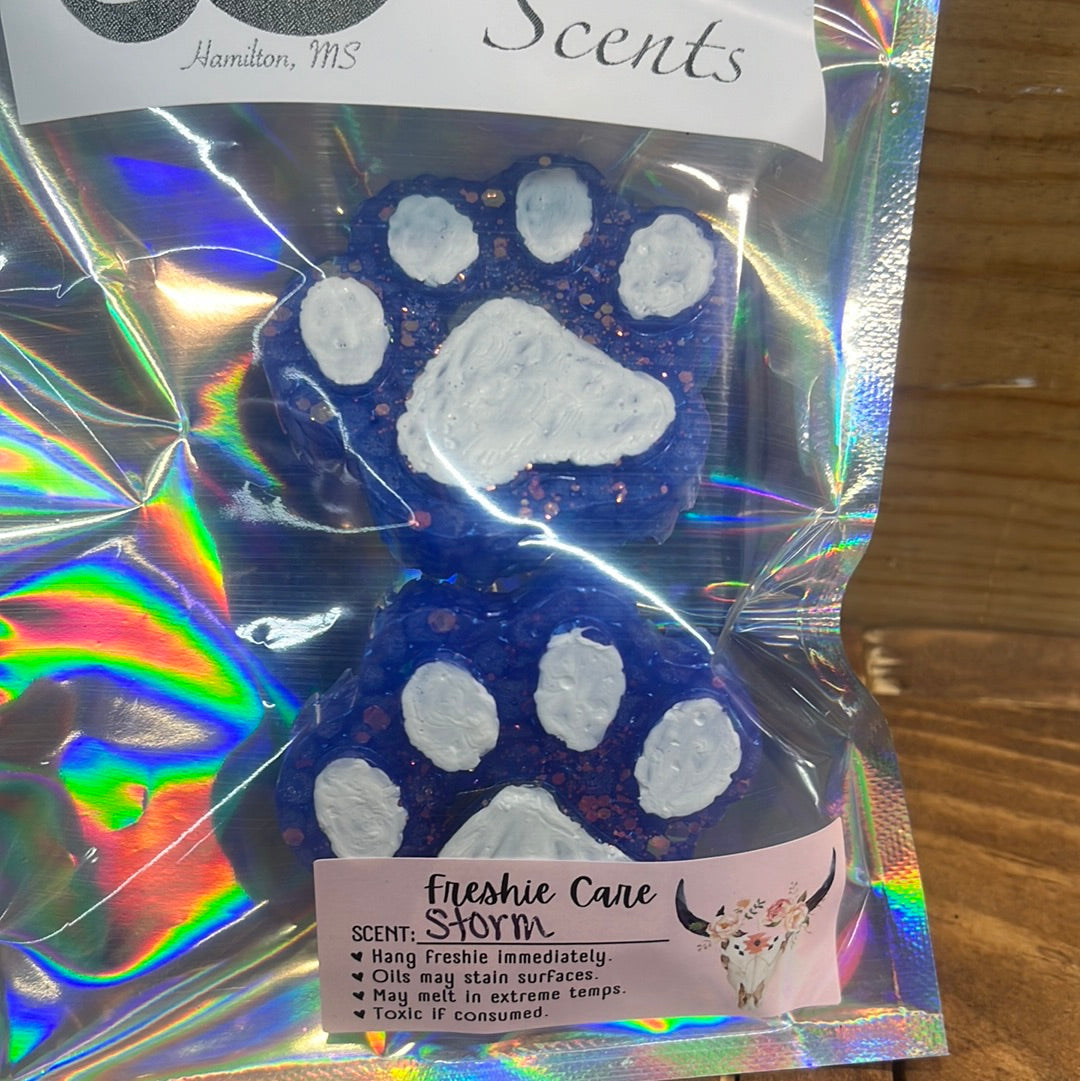 Scents
Hamilton, MS
Freshie Care
SCENT: Storm
Hang freshie immediately.
Oils may stain surfaces.
May melt in extreme temps.
Toxic if consumed.